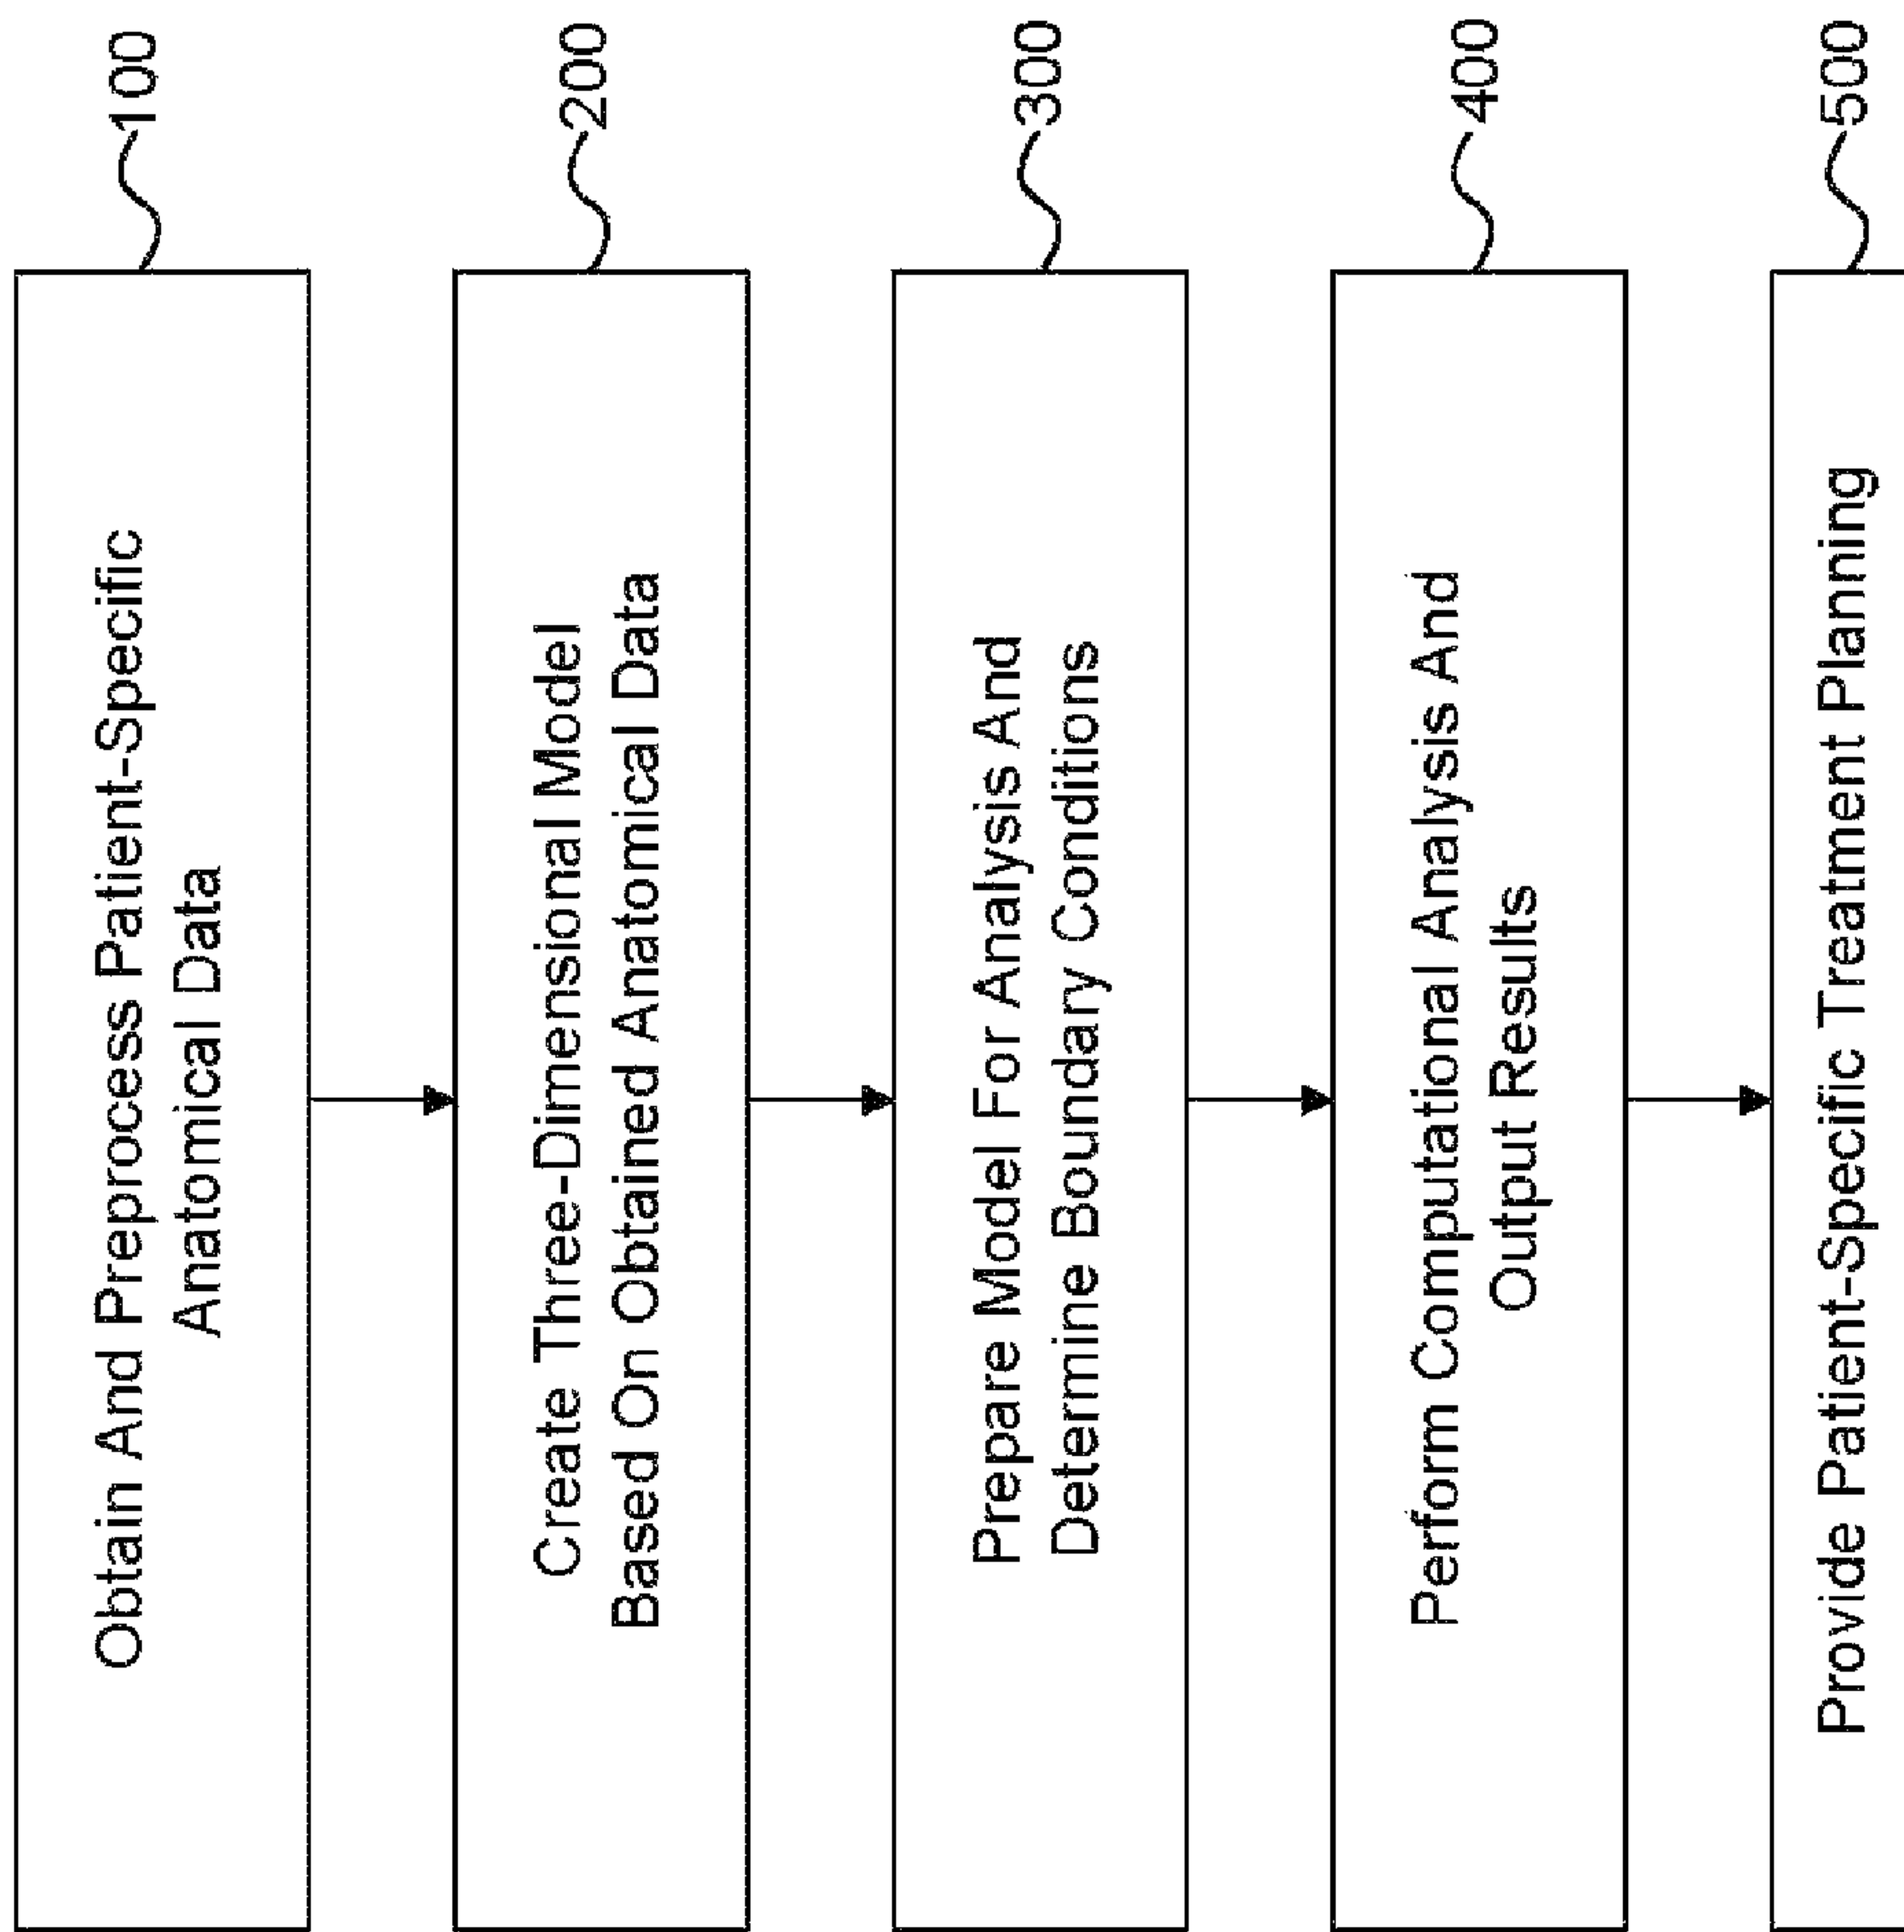 Obtain And Preprocess Patient-Specific
Anatomical Data
100
Create Three-Dimensional Model
Based On Obtained Anatomical Data
200
Prepare Model For Analysis And
Determine Boundary Conditions
300
Perform Computational Analysis And
Output Results
400
Provide Patient-Specific Treatment Planning
500